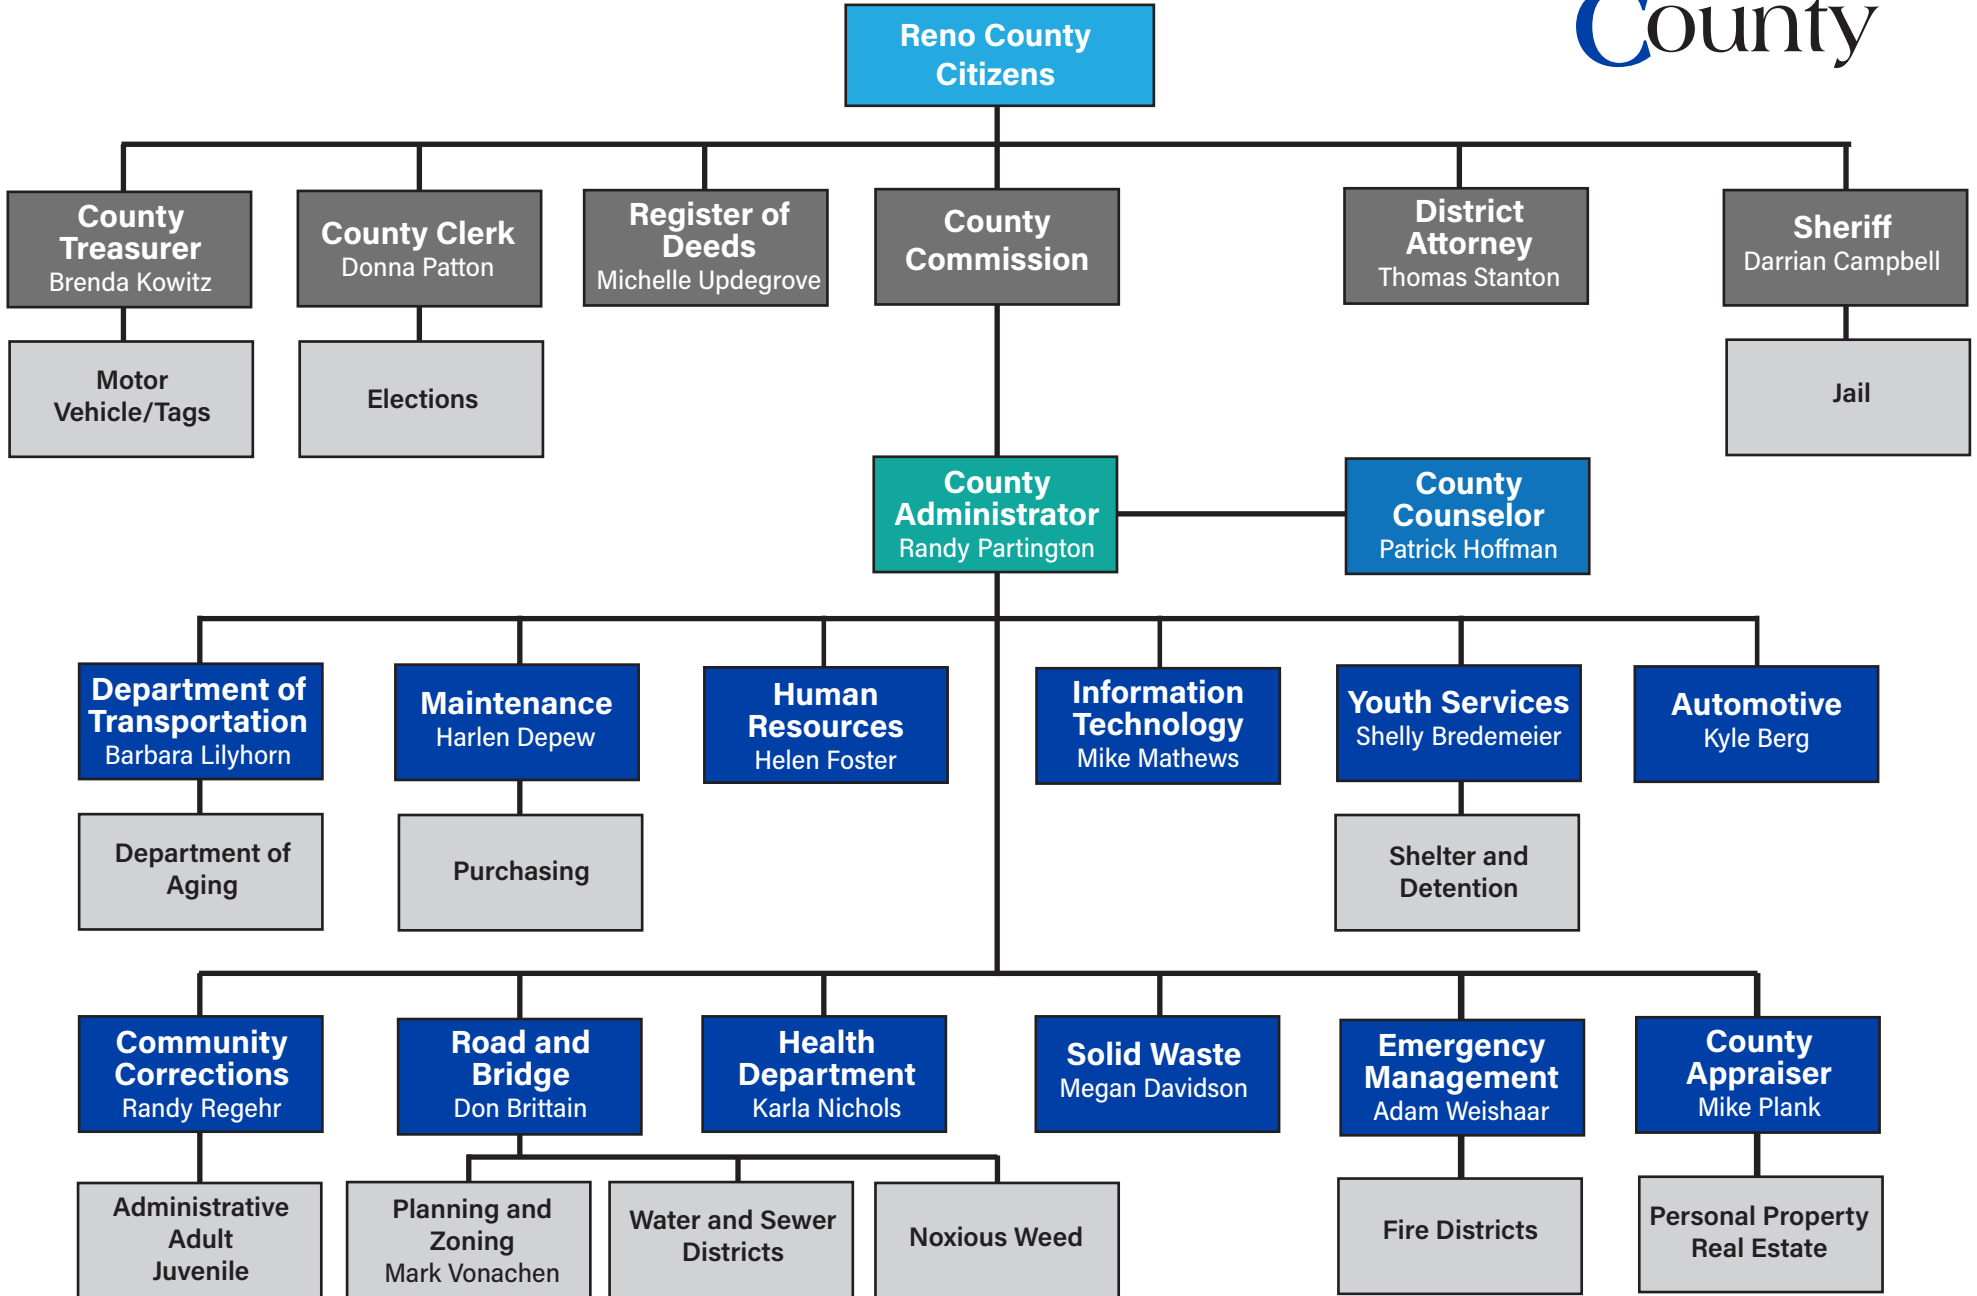 County
Reno County
Citizens
County
Treasurer
Brenda Kowitz
County Clerk
Donna Patton
Register of
Deeds
Michelle Updegrove
County
Commission
District
Attorney
Thomas Stanton
Sheriff
Darrian Campbell
Motor
Vehicle/Tags
Elections
Jail
County
Administrator
Randy Partington
County
Counselor
Patrick Hoffman
Department of
Transportation
Barbara Lilyhorn
Maintenance
Harlen Depew
Human
Resources
Helen Foster
Information
Technology
Mike Mathews
Youth Services
Shelly Bredemeier
Automotive
Kyle Berg
Department of
Aging
Purchasing
Shelter and
Detention
Community
Corrections
Randy Regehr
Road and
Bridge
Don Brittain
Health
Department
Karla Nichols
Solid Waste
Megan Davidson
Emergency
Management
Adam Weishaar
County
Appraiser
Mike Plank
Administrative
Adult
Juvenile
Planning and
Zoning
Mark Vonachen
Water and Sewer
Districts
Noxious Weed
Fire Districts
Personal Property
Real Estate